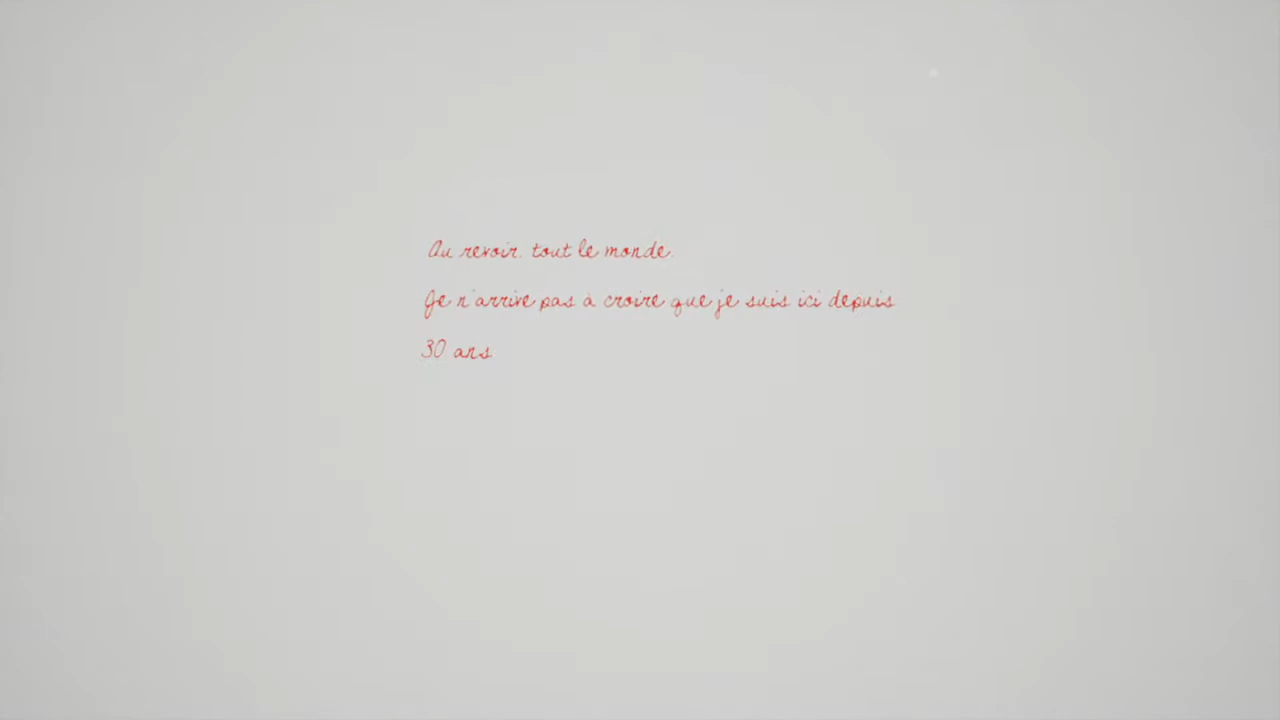 Au revoir, tout le monde.
Je n'arrive pas à croire que je suis ici depuis
30 ans.